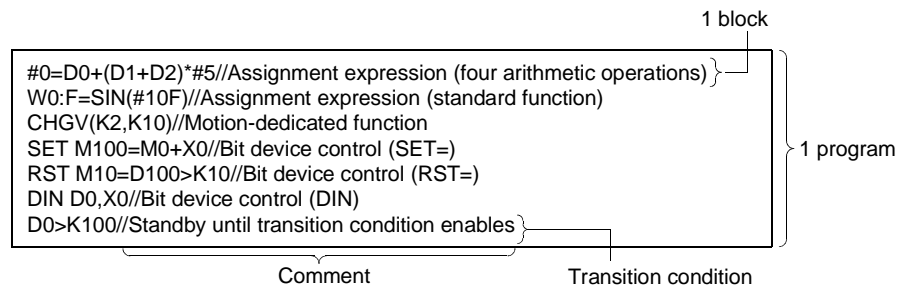 1 block
#0=D0+(D1+D2)*#5//Assignment expression (four arithmetic operations)
W0:F=SIN(#10F)//Assignment expression (standard function)
CHGV(K2,K10)//Motion-dedicated function
SET M100=M0+X0//Bit device control (SET=)
1 program
RST M10=D100>K10//Bit device control (RST=)
DIN D0,X0//Bit device control (DIN)
D0>K100//Standby until transition condition enables
Comment
Transition condition